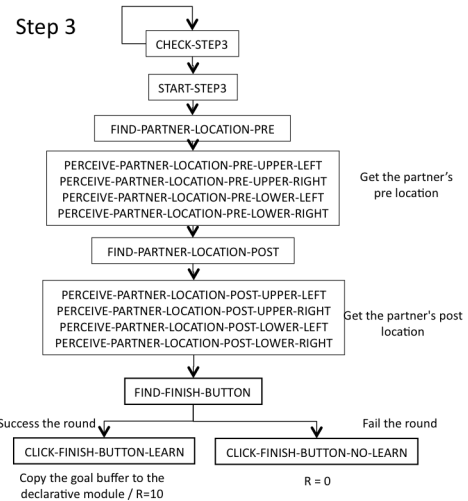 Step 3
CHECK-STEP3
START-STEP3
FIND-PARTNER-LOCATION-PRE
PERCEIVE-PARTNER-LOCATION-PRE-UPPER-LEFT
PERCEIVE-PARTNER-LOCATION-PRE-UPPER-RIGHT
PERCEIVE-PARTNER-LOCATION-PRE-LOWER-LEFT
PERCEIVE-PARTNER-LOCATION-PRE-LOWER-RIGHT
Get the partner's
pre location
FIND-PARTNER-LOCATION-POST
PERCEIVE-PARTNER-LOCATION-POST-UPPER-LEFT
PERCEIVE-PARTNER-LOCATION-POST-UPPER-RIGHT
PERCEIVE-PARTNER-LOCATION-POST-LOWER-LEFT
PERCEIVE-PARTNER-LOCATION-POST-LOWER-RIGHT
Get the partner's post
location
FIND-FINISH-BUTTON
Success the round
Fail the round
CLICK-FINISH-BUTTON-LEARN
CLICK-FINISH-BUTTON-NO-LEARN
Copy the goal buffer to the
declarative module / R=10
R = 0